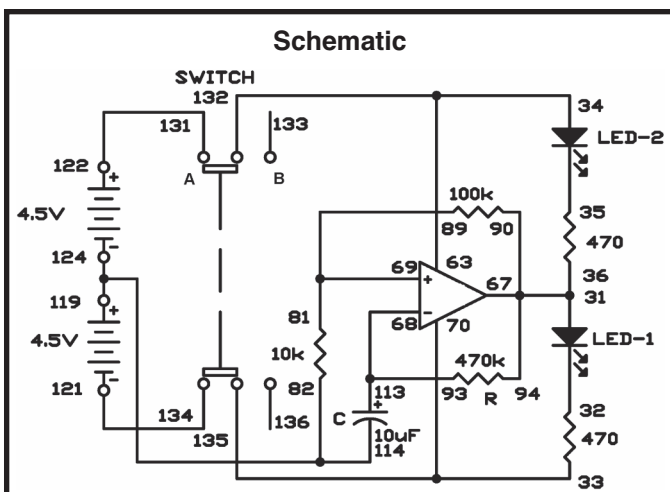 Schematic
SWITCH
132
131
133
34
LED-2
122
+
A
B
4.5V
-
100k
35
89
90
470
124
69
63
67
36
119
+
+
31
81
-
68
70
4.5V
10k
470k
LED-1
121
-
82
113
93
R
94
134
+
32
136
C
135
10uF
470
114
33